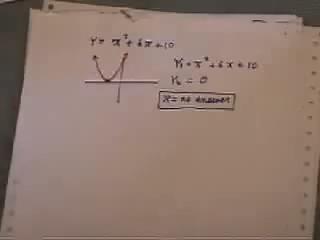 Y = x² + 6x + 10
Y₁ = x² + 6x + 10
Y₂ = 0
x = no answer